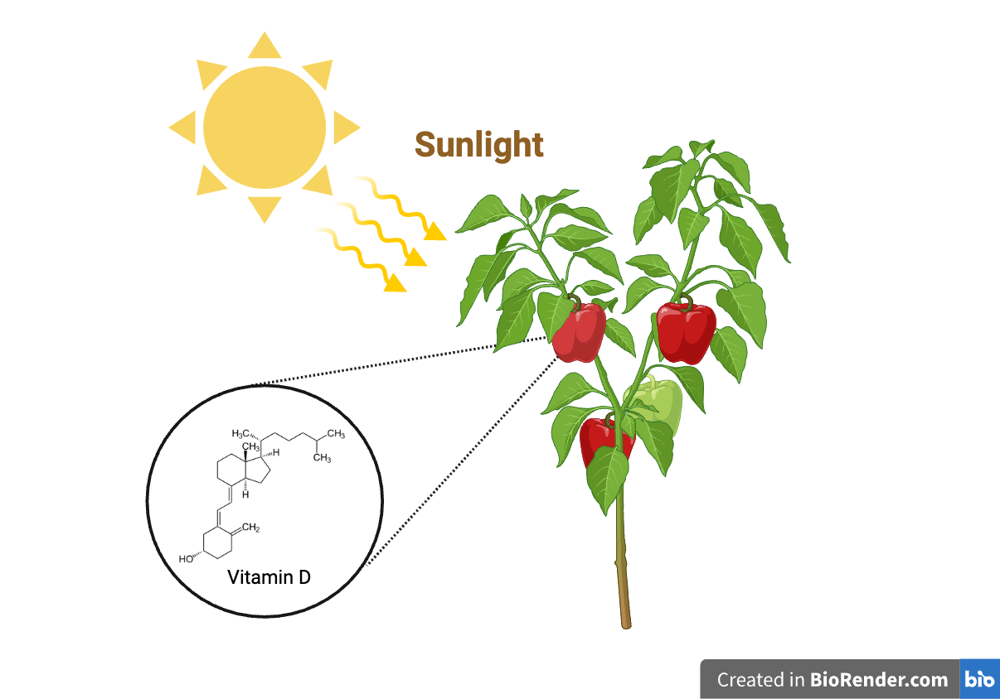 Sunlight
H₃C
CH₃
CH₃
CH₃
H
H
CH₂
HO
Vitamin D
Created in BioRender.com bio